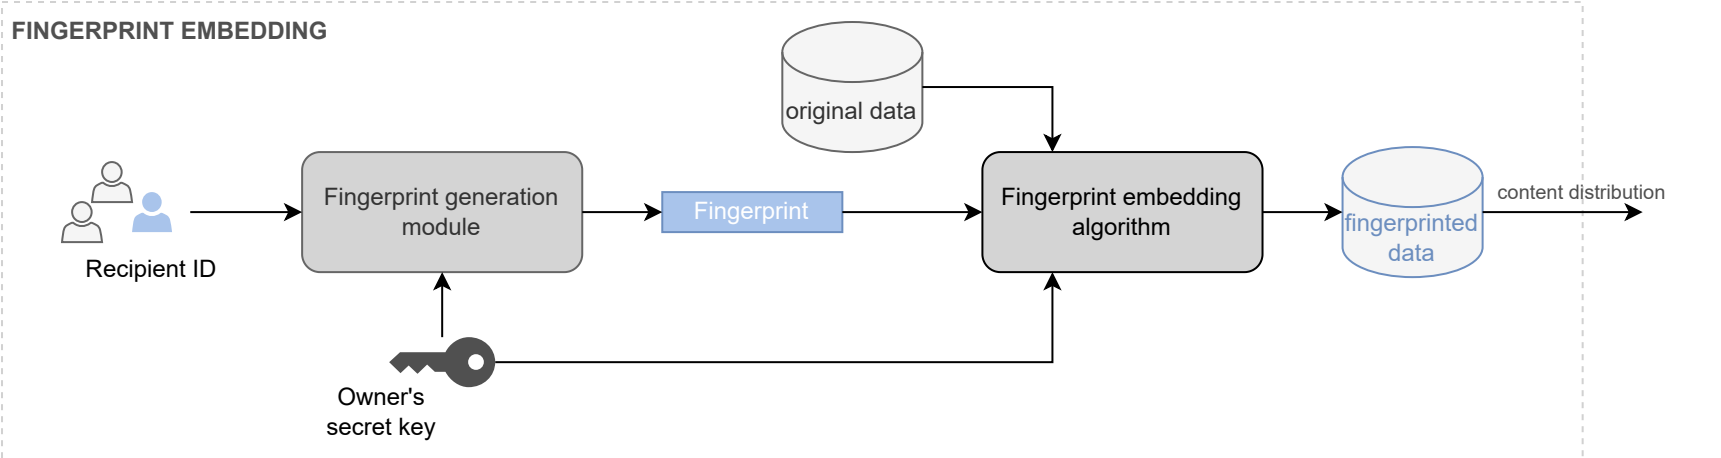 FINGERPRINT EMBEDDING
original data
Fingerprint generation
module
Fingerprint
Fingerprint embedding
algorithm
fingerprinted
data
content distribution
Recipient ID
Owner's
secret key